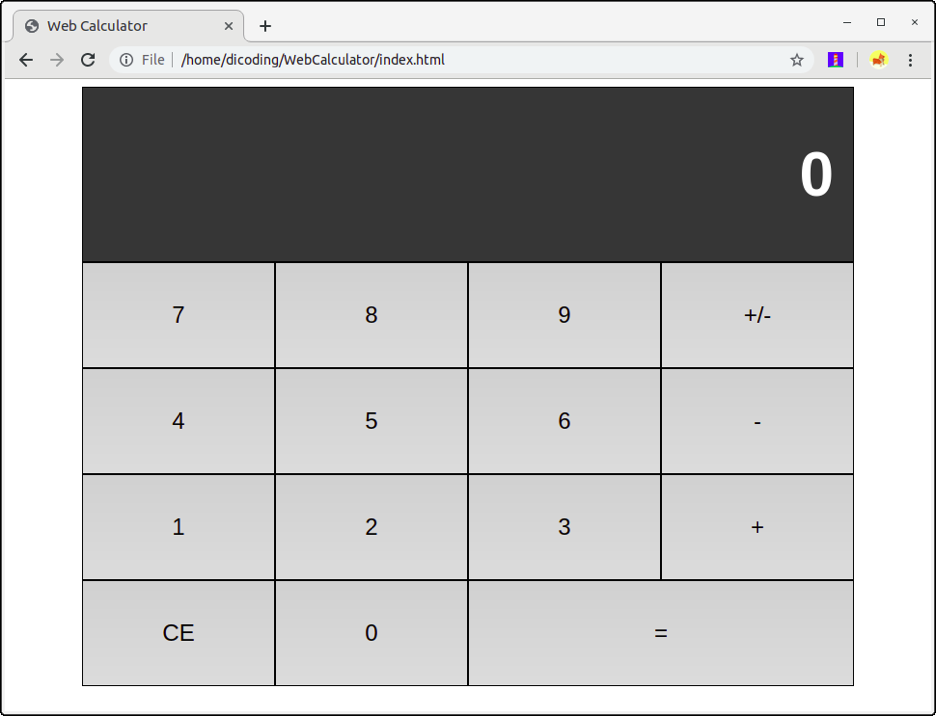 Web Calculator
File /home/dicoding/WebCalculator/index.html
0
7 8 9 +/-
4 5 6 -
1 2 3 +
CE 0 =